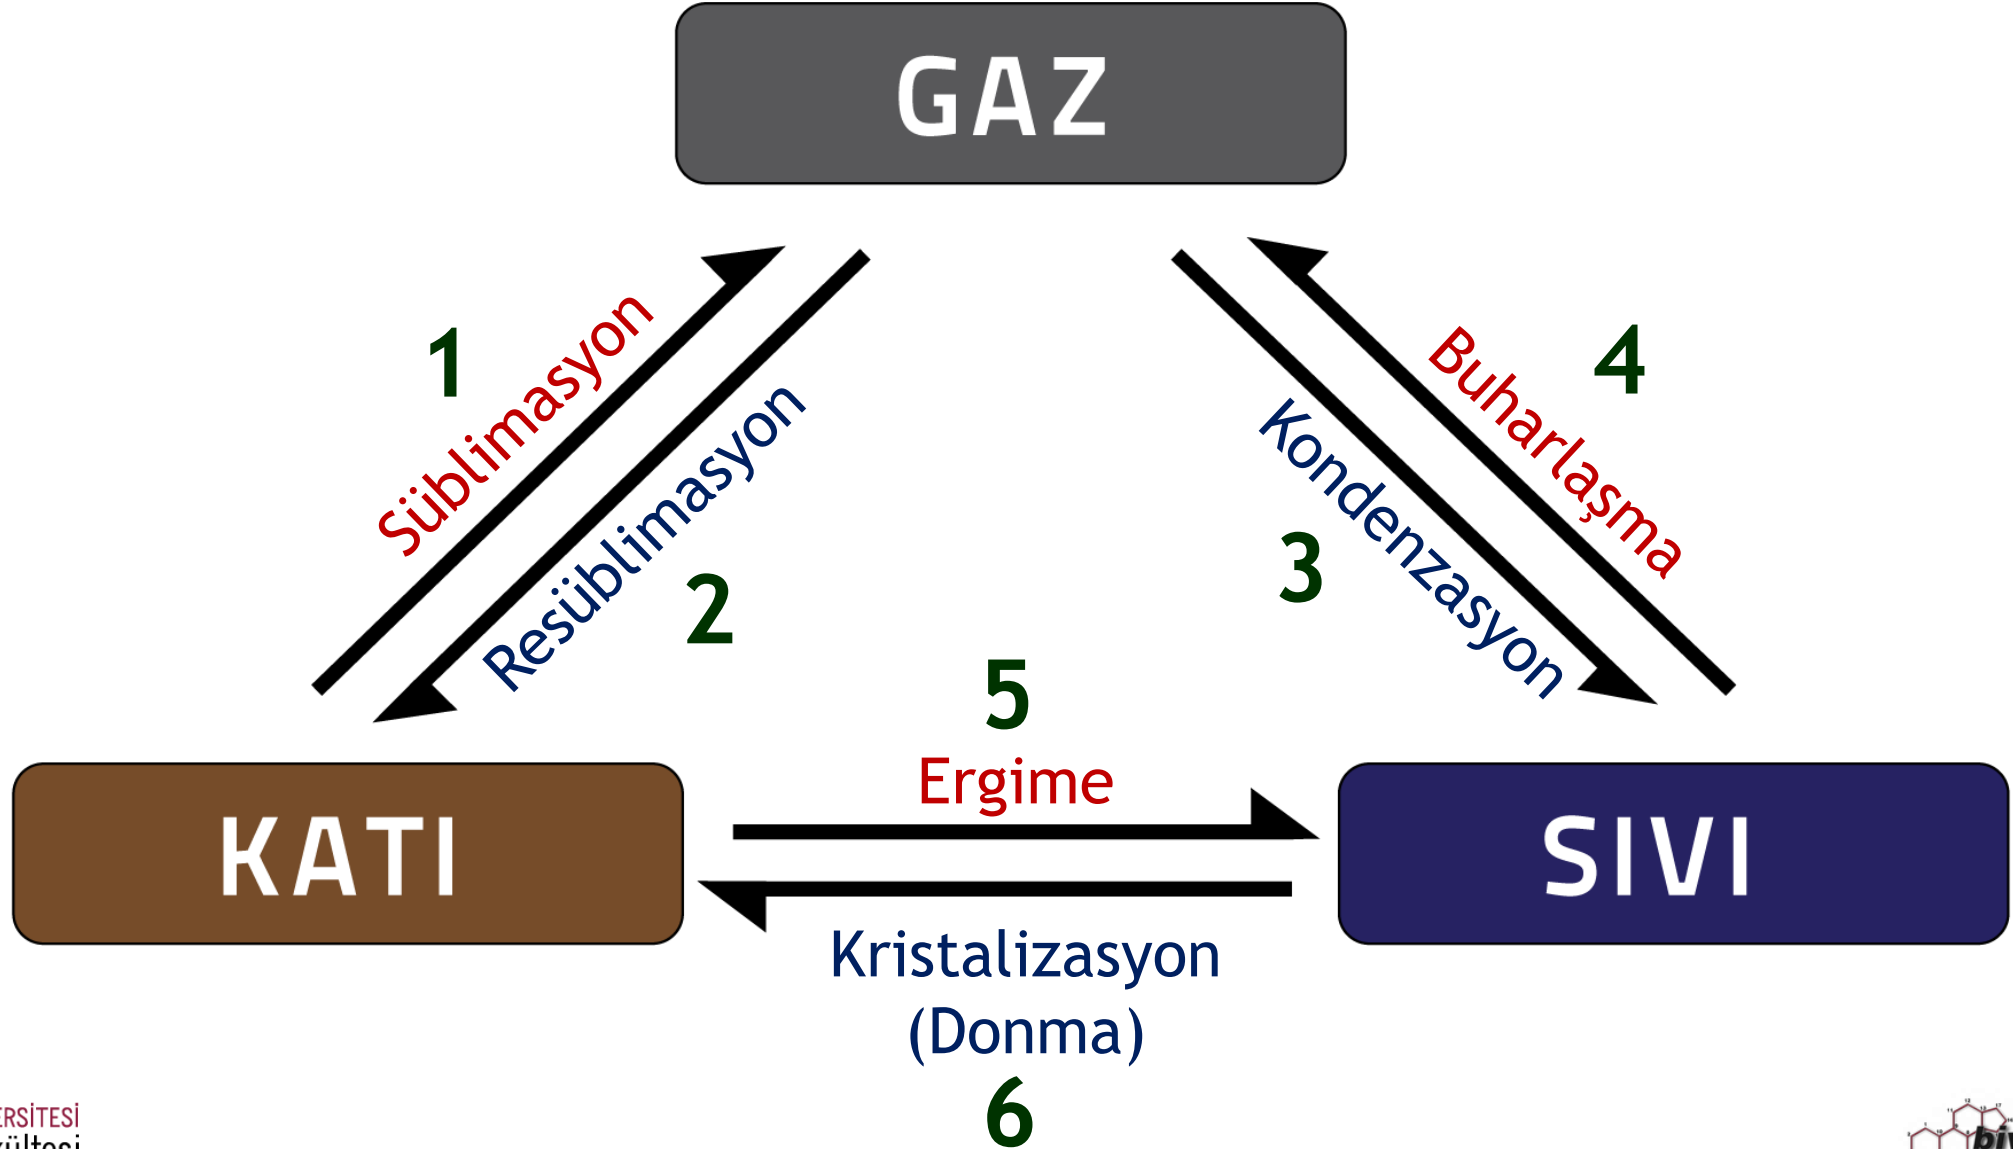 GAZ
1
Süblimasyon
Resüblimasyon
2
4
Buharlaşma
Kondenzasyon
3
5
Ergime
KATI
SIVI
Kristalizasyon
(Donma)
6
ERSİTESİ